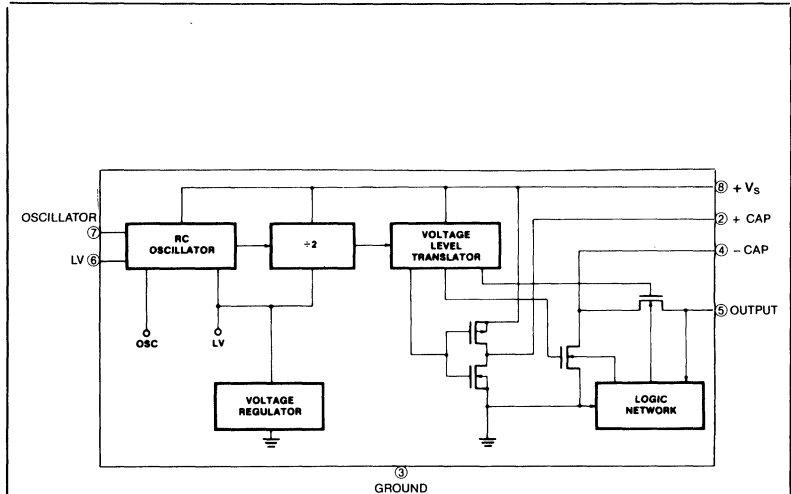 ⑧ + VS
② + CAP
④ − CAP
⑤ OUTPUT
OSCILLATOR
⑦
LV ⑥
RC
OSCILLATOR
÷2
VOLTAGE
LEVEL
TRANSLATOR
OSC
LV
VOLTAGE
REGULATOR
LOGIC
NETWORK
③
GROUND